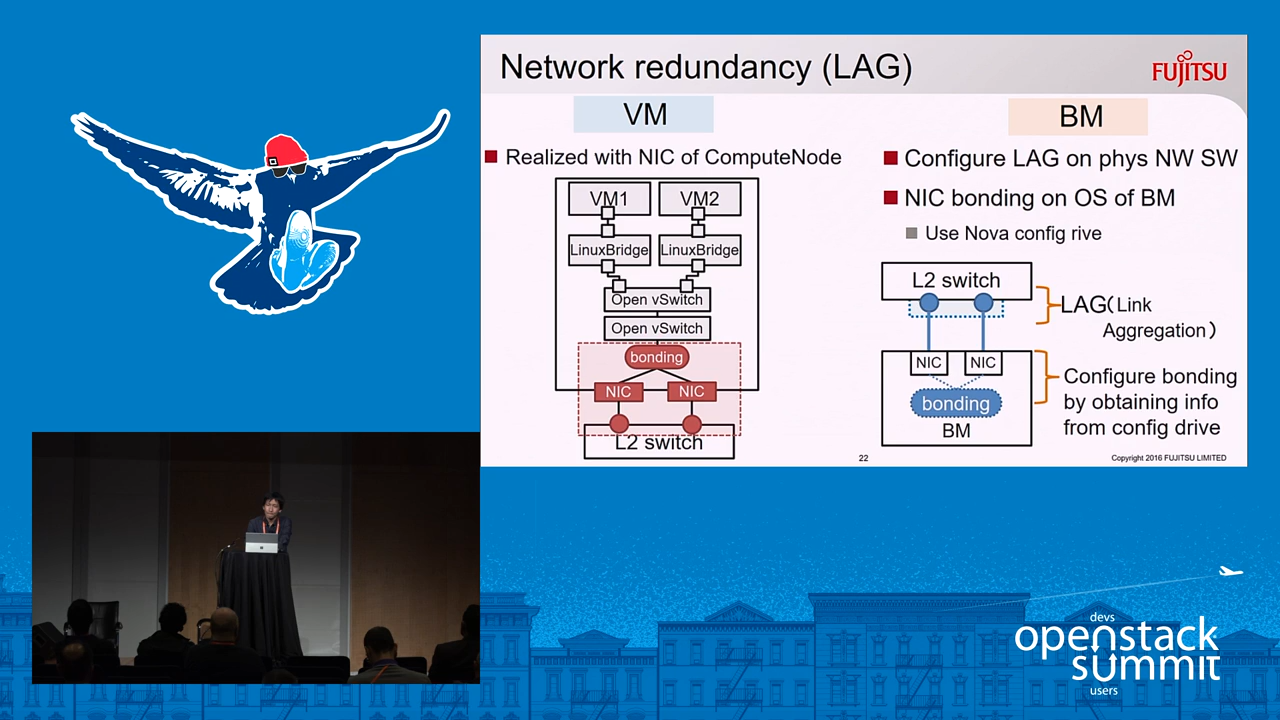 Network redundancy (LAG)
FUJITSU
VM
Realized with NIC of ComputeNode
VM1
VM2
LinuxBridge
LinuxBridge
Open vSwitch
Open vSwitch
bonding
NIC
NIC
L2 switch
BM
Configure LAG on phys NW SW
NIC bonding on OS of BM
Use Nova config rive
L2 switch
LAG(Link
Aggregation)
NIC
NIC
bonding
BM
Configure bonding
by obtaining info
from config drive
22
Copyright 2016 FUJITSU LIMITED
devs
openstack
summit
users